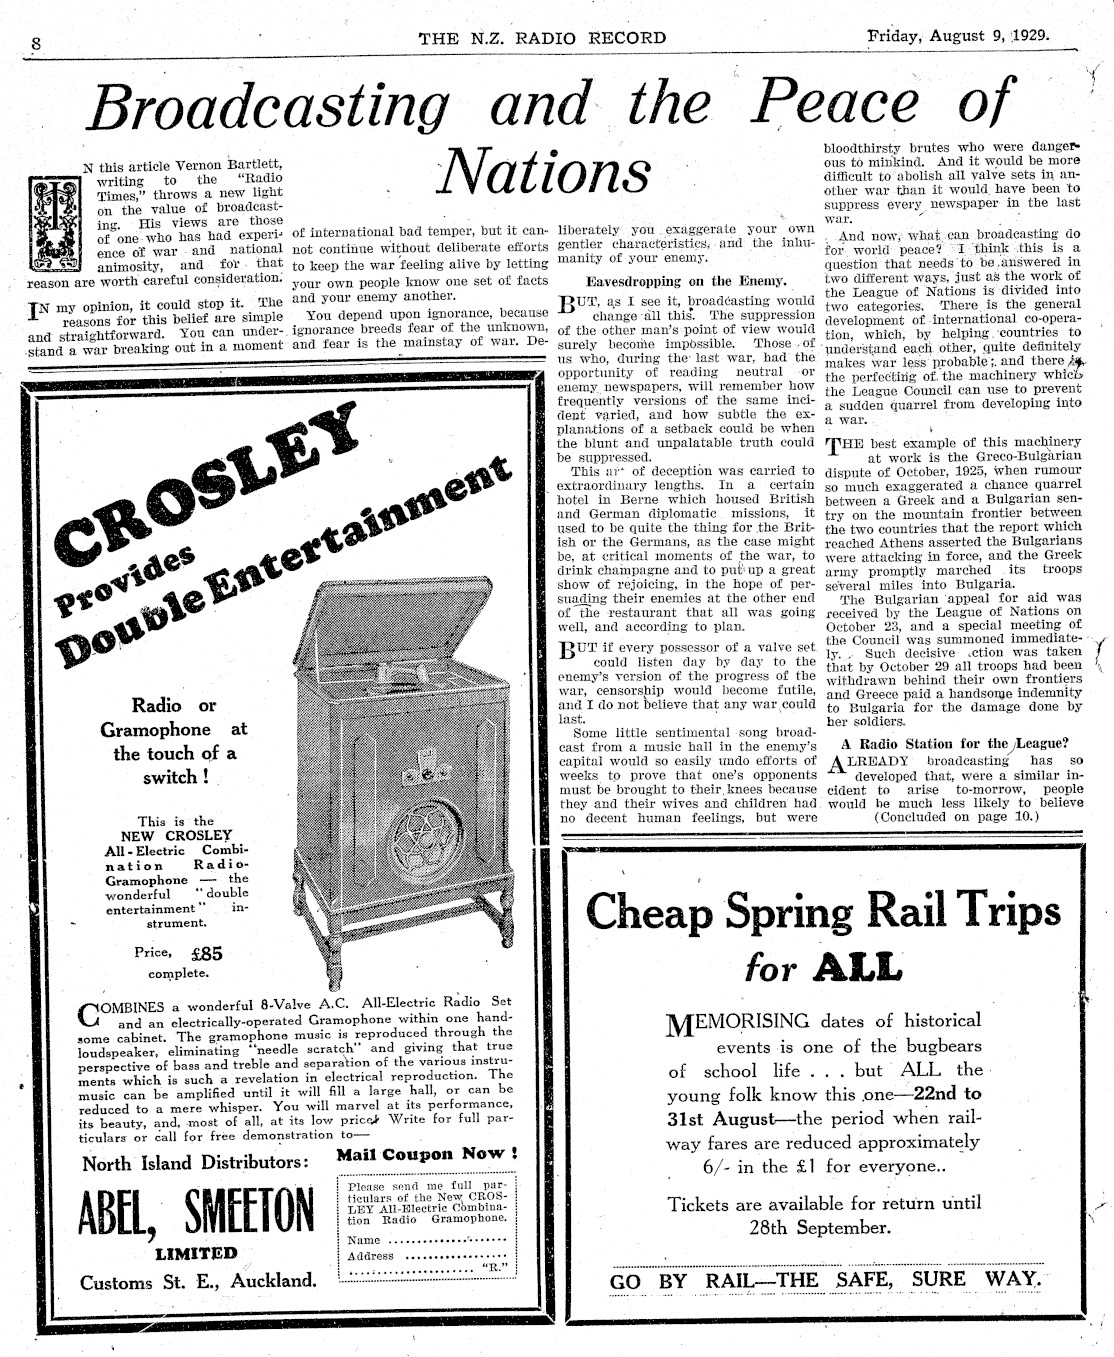 8
THE N.Z. RADIO RECORD
Friday, August 9, 1929.
Broadcasting and the Peace of
Nations
IN this article Vernon Bartlett,
writing to the "Radio
Times," throws a new light
on the value of broadcast-
ing. His views are those
of one who has had experi-
ence of war and national
animosity, and for that
reason are worth careful consideration.
IN my opinion, it could stop it. The
reasons for this belief are simple
and straightforward. You can under-
stand a war breaking out in a moment
of international bad temper, but it can-
not continue without deliberate efforts
to keep the war feeling alive by letting
your own people know one set of facts
and your enemy another.
You depend upon ignorance, because
ignorance breeds fear of the unknown,
and fear is the mainstay of war. De-
liberately you exaggerate your own
gentler characteristics, and the inhu-
manity of your enemy.
Eavesdropping on the Enemy.
BUT, as I see it, broadcasting would
change all this. The suppression
of the other man's point of view would
surely become impossible. Those of
us who, during the last war, had the
opportunity of reading neutral or
enemy newspapers, will remember how
frequently versions of the same inci-
dent varied, and how subtle the ex-
planations of a setback could be when
the blunt and unpalatable truth could
be suppressed.
This art of deception was carried to
extraordinary lengths. In a certain
hotel in Berne which housed British
and German diplomatic missions, it
used to be quite the thing for the Brit-
ish or the Germans, as the case might
be, at critical moments of the war, to
drink champagne and to put up a great
show of rejoicing, in the hope of per-
suading their enemies at the other end
of the restaurant that all was going
well, and according to plan.
BUT if every possessor of a valve set
could listen day by day to the
enemy's version of the progress of the
war, censorship would become futile,
and I do not believe that any war could
last.
Some little sentimental song broad-
cast from a music hall in the enemy's
capital would so easily undo efforts of
weeks to prove that one's opponents
must be brought to their knees because
they and their wives and children had
no decent human feelings, but were
bloodthirsty brutes who were danger-
ous to minkind. And it would be more
difficult to abolish all valve sets in an-
other war than it would have been to
suppress every newspaper in the last
war.
And now, what can broadcasting do
for world peace? I think this is a
question that needs to be answered in
two different ways, just as the work of
the League of Nations is divided into
two categories. There is the general
development of international co-opera-
tion, which, by helping countries to
understand each other, quite definitely
makes war less probable; and there is
the perfecting of the machinery which
the League Council can use to prevent
a sudden quarrel from developing into
a war.
THE best example of this machinery
at work is the Greco-Bulgarian
dispute of October, 1925, when rumour
so much exaggerated a chance quarrel
between a Greek and a Bulgarian sen-
try on the mountain frontier between
the two countries that the report which
reached Athens asserted the Bulgarians
were attacking in force, and the Greek
army promptly marched its troops
several miles into Bulgaria.
The Bulgarian appeal for aid was
received by the League of Nations on
October 23, and a special meeting of
the Council was summoned immediate-
ly. Such decisive action was taken
that by October 29 all troops had been
withdrawn behind their own frontiers
and Greece paid a handsome indemnity
to Bulgaria for the damage done by
her soldiers.
A Radio Station for the League?
ALREADY broadcasting has so
developed that, were a similar in-
cident to arise to-morrow, people
would be much less likely to believe
(Concluded on page 10.)
CROSLEY
Provides
Double Entertainment
Radio or
Gramophone at
the touch of a
switch!
This is the
NEW CROSLEY
All-Electric Combi-
nation Radio-
Gramophone — the
wonderful "double
entertainment" in-
strument.
Price, £85
complete.
COMBINES a wonderful 8-Valve A.C. All-Electric Radio Set
and an electrically-operated Gramophone within one hand-
some cabinet. The gramophone music is reproduced through the
loudspeaker, eliminating "needle scratch" and giving that true
perspective of bass and treble and separation of the various instru-
ments which is such a revelation in electrical reproduction. The
music can be amplified until it will fill a large hall, or can be
reduced to a mere whisper. You will marvel at its performance,
its beauty, and, most of all, at its low price. Write for full par-
ticulars or call for free demonstration to—
North Island Distributors:
ABEL, SMEETON
LIMITED
Customs St. E., Auckland.
Mail Coupon Now!
Please send me full par-
ticulars of the New CROS-
LEY All-Electric Combina-
tion Radio Gramophone.
Name ....................
Address ..................
...................... "R."
Cheap Spring Rail Trips
for ALL
MEMORISING dates of historical
events is one of the bugbears
of school life . . . but ALL the
young folk know this one—22nd to
31st August—the period when rail-
way fares are reduced approximately
6/- in the £1 for everyone..
Tickets are available for return until
28th September.
GO BY RAIL—THE SAFE, SURE WAY.